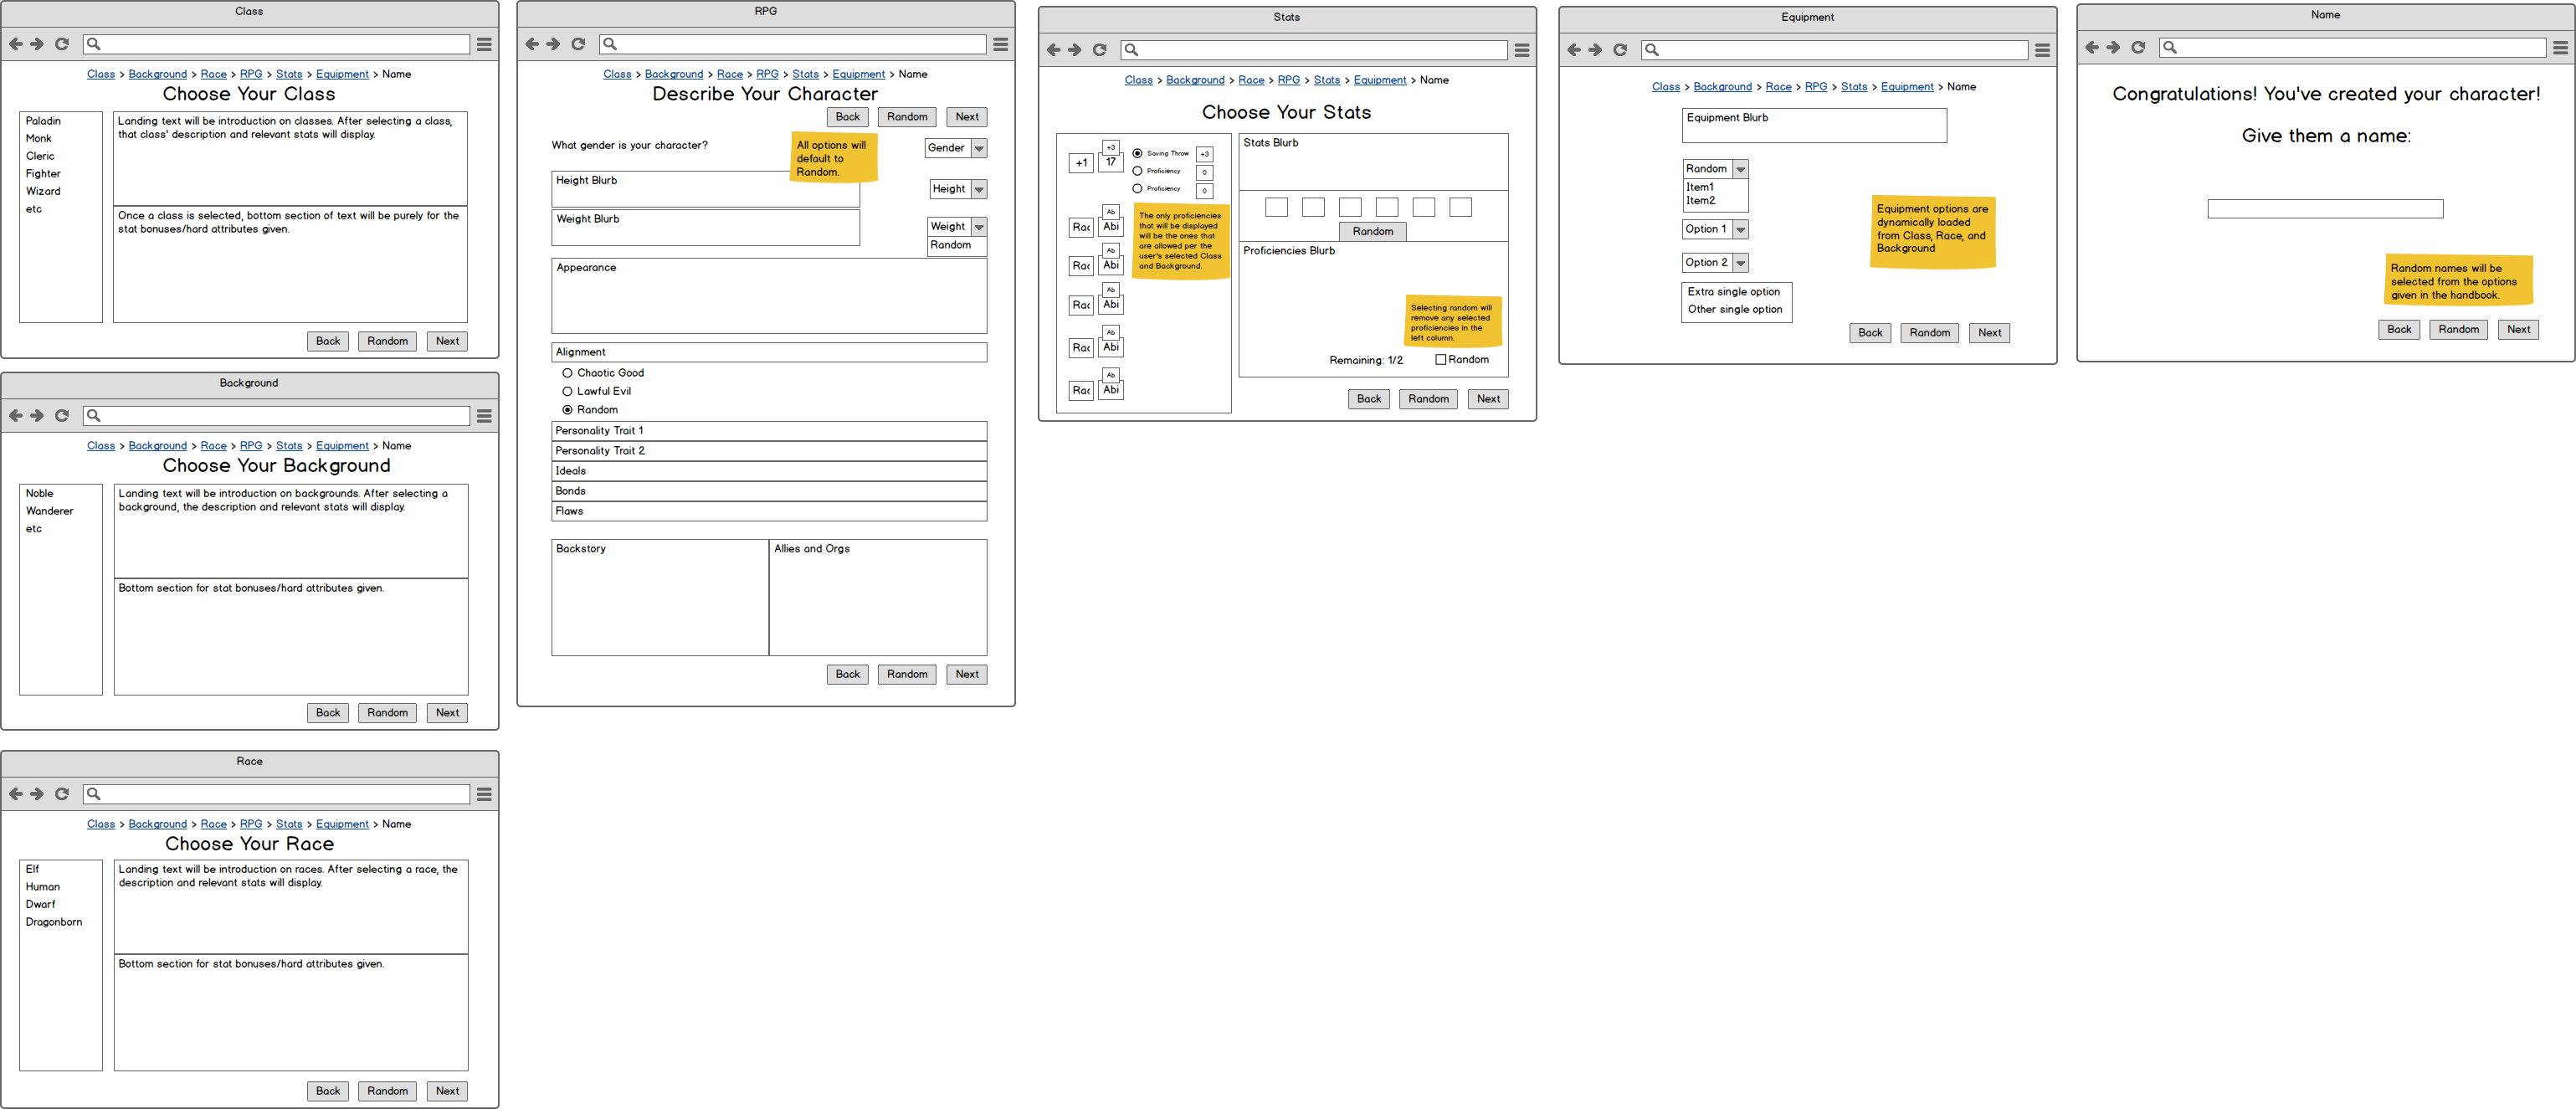 Class
Class > Background > Race > RPG > Stats > Equipment > Name
Choose Your Class
Paladin
Monk
Cleric
Fighter
Wizard
etc
Landing text will be introduction on classes. After selecting a class,
that class' description and relevant stats will display.
Once a class is selected, bottom section of text will be purely for the
stat bonuses/hard attributes given.
Back
Random
Next
Background
Class > Background > Race > RPG > Stats > Equipment > Name
Choose Your Background
Noble
Wanderer
etc
Landing text will be introduction on backgrounds. After selecting a
background, the description and relevant stats will display.
Bottom section for stat bonuses/hard attributes given.
Back
Random
Next
Race
Class > Background > Race > RPG > Stats > Equipment > Name
Choose Your Race
Elf
Human
Dwarf
Dragonborn
Landing text will be introduction on races. After selecting a race, the
description and relevant stats will display.
Bottom section for stat bonuses/hard attributes given.
Back
Random
Next
RPG
Class > Background > Race > RPG > Stats > Equipment > Name
Describe Your Character
Back
Random
Next
What gender is your character?
All options will
default to
Random.
Gender
Height Blurb
Height
Weight Blurb
Weight
Random
Appearance
Alignment
Chaotic Good
Lawful Evil
Random
Personality Trait 1
Personality Trait 2
Ideals
Bonds
Flaws
Backstory
Allies and Orgs
Back
Random
Next
Stats
Class > Background > Race > RPG > Stats > Equipment > Name
Choose Your Stats
+1
+3
17
Saving Throw
+3
Proficiency
0
Proficiency
0
The only proficiencies
that will be displayed
will be the ones that
are allowed per the
user's selected Class
and Background.
Rac
Ab
Abi
Rac
Ab
Abi
Rac
Ab
Abi
Rac
Ab
Abi
Rac
Ab
Abi
Stats Blurb
Random
Proficiencies Blurb
Selecting random will
remove any selected
proficiencies in the
left column.
Remaining: 1/2
Random
Back
Random
Next
Equipment
Class > Background > Race > RPG > Stats > Equipment > Name
Equipment Blurb
Random
Item1
Item2
Option 1
Option 2
Extra single option
Other single option
Equipment options are
dynamically loaded
from Class, Race, and
Background
Back
Random
Next
Name
Congratulations! You've created your character!
Give them a name:
Random names will be
selected from the options
given in the handbook.
Back
Random
Next